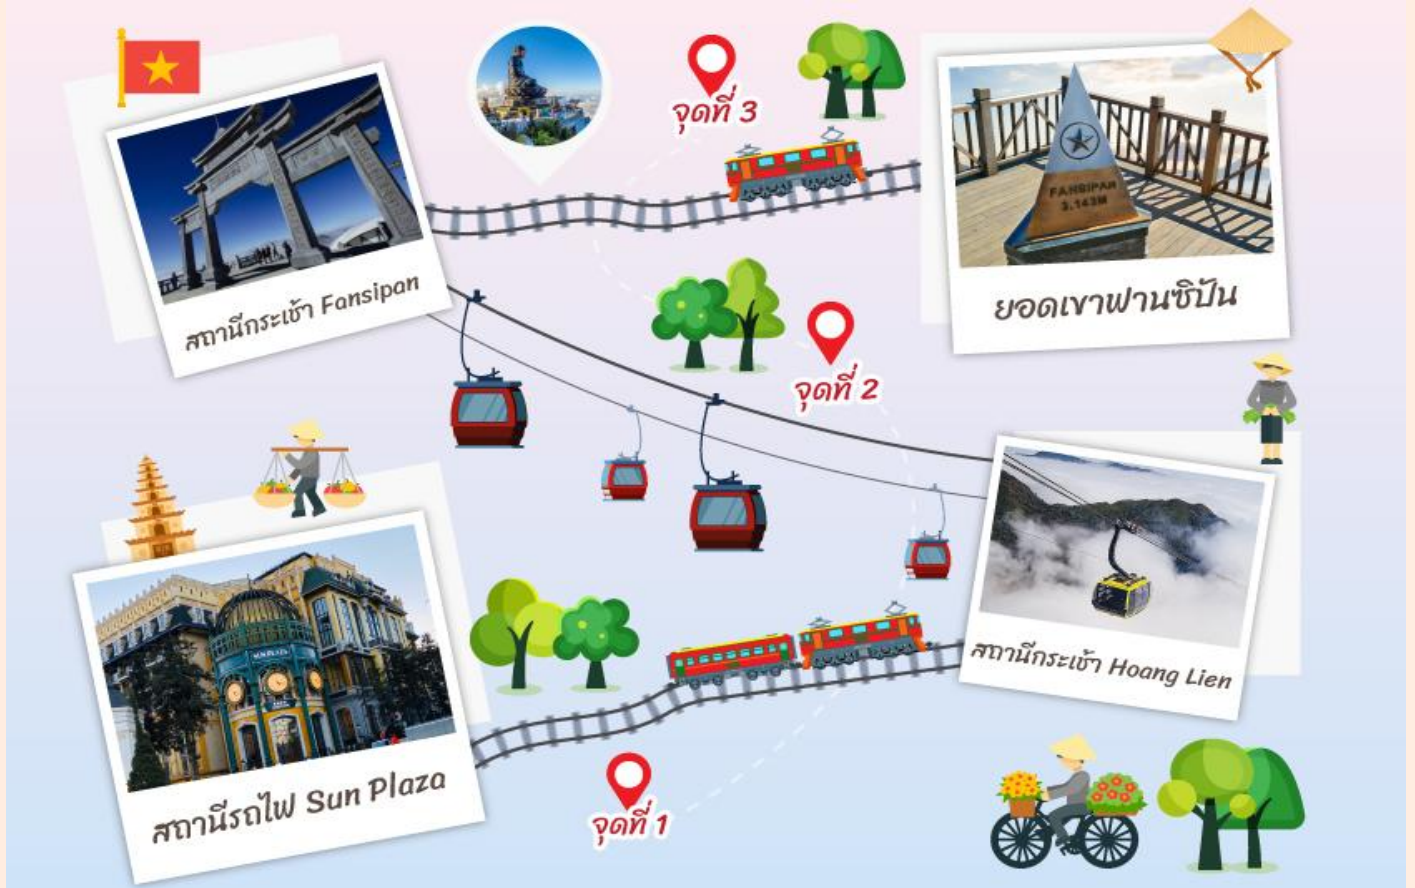 จุดที่ 3
FANSIPAN
3.143M
สถานีกระเช้า Fansipan
ยอดเขาฟานซิปัน
จุดที่ 2
SUN PLAZA
สถานีกระเช้า Hoang Lien
สถานีรถไฟ Sun Plaza
จุดที่ 1